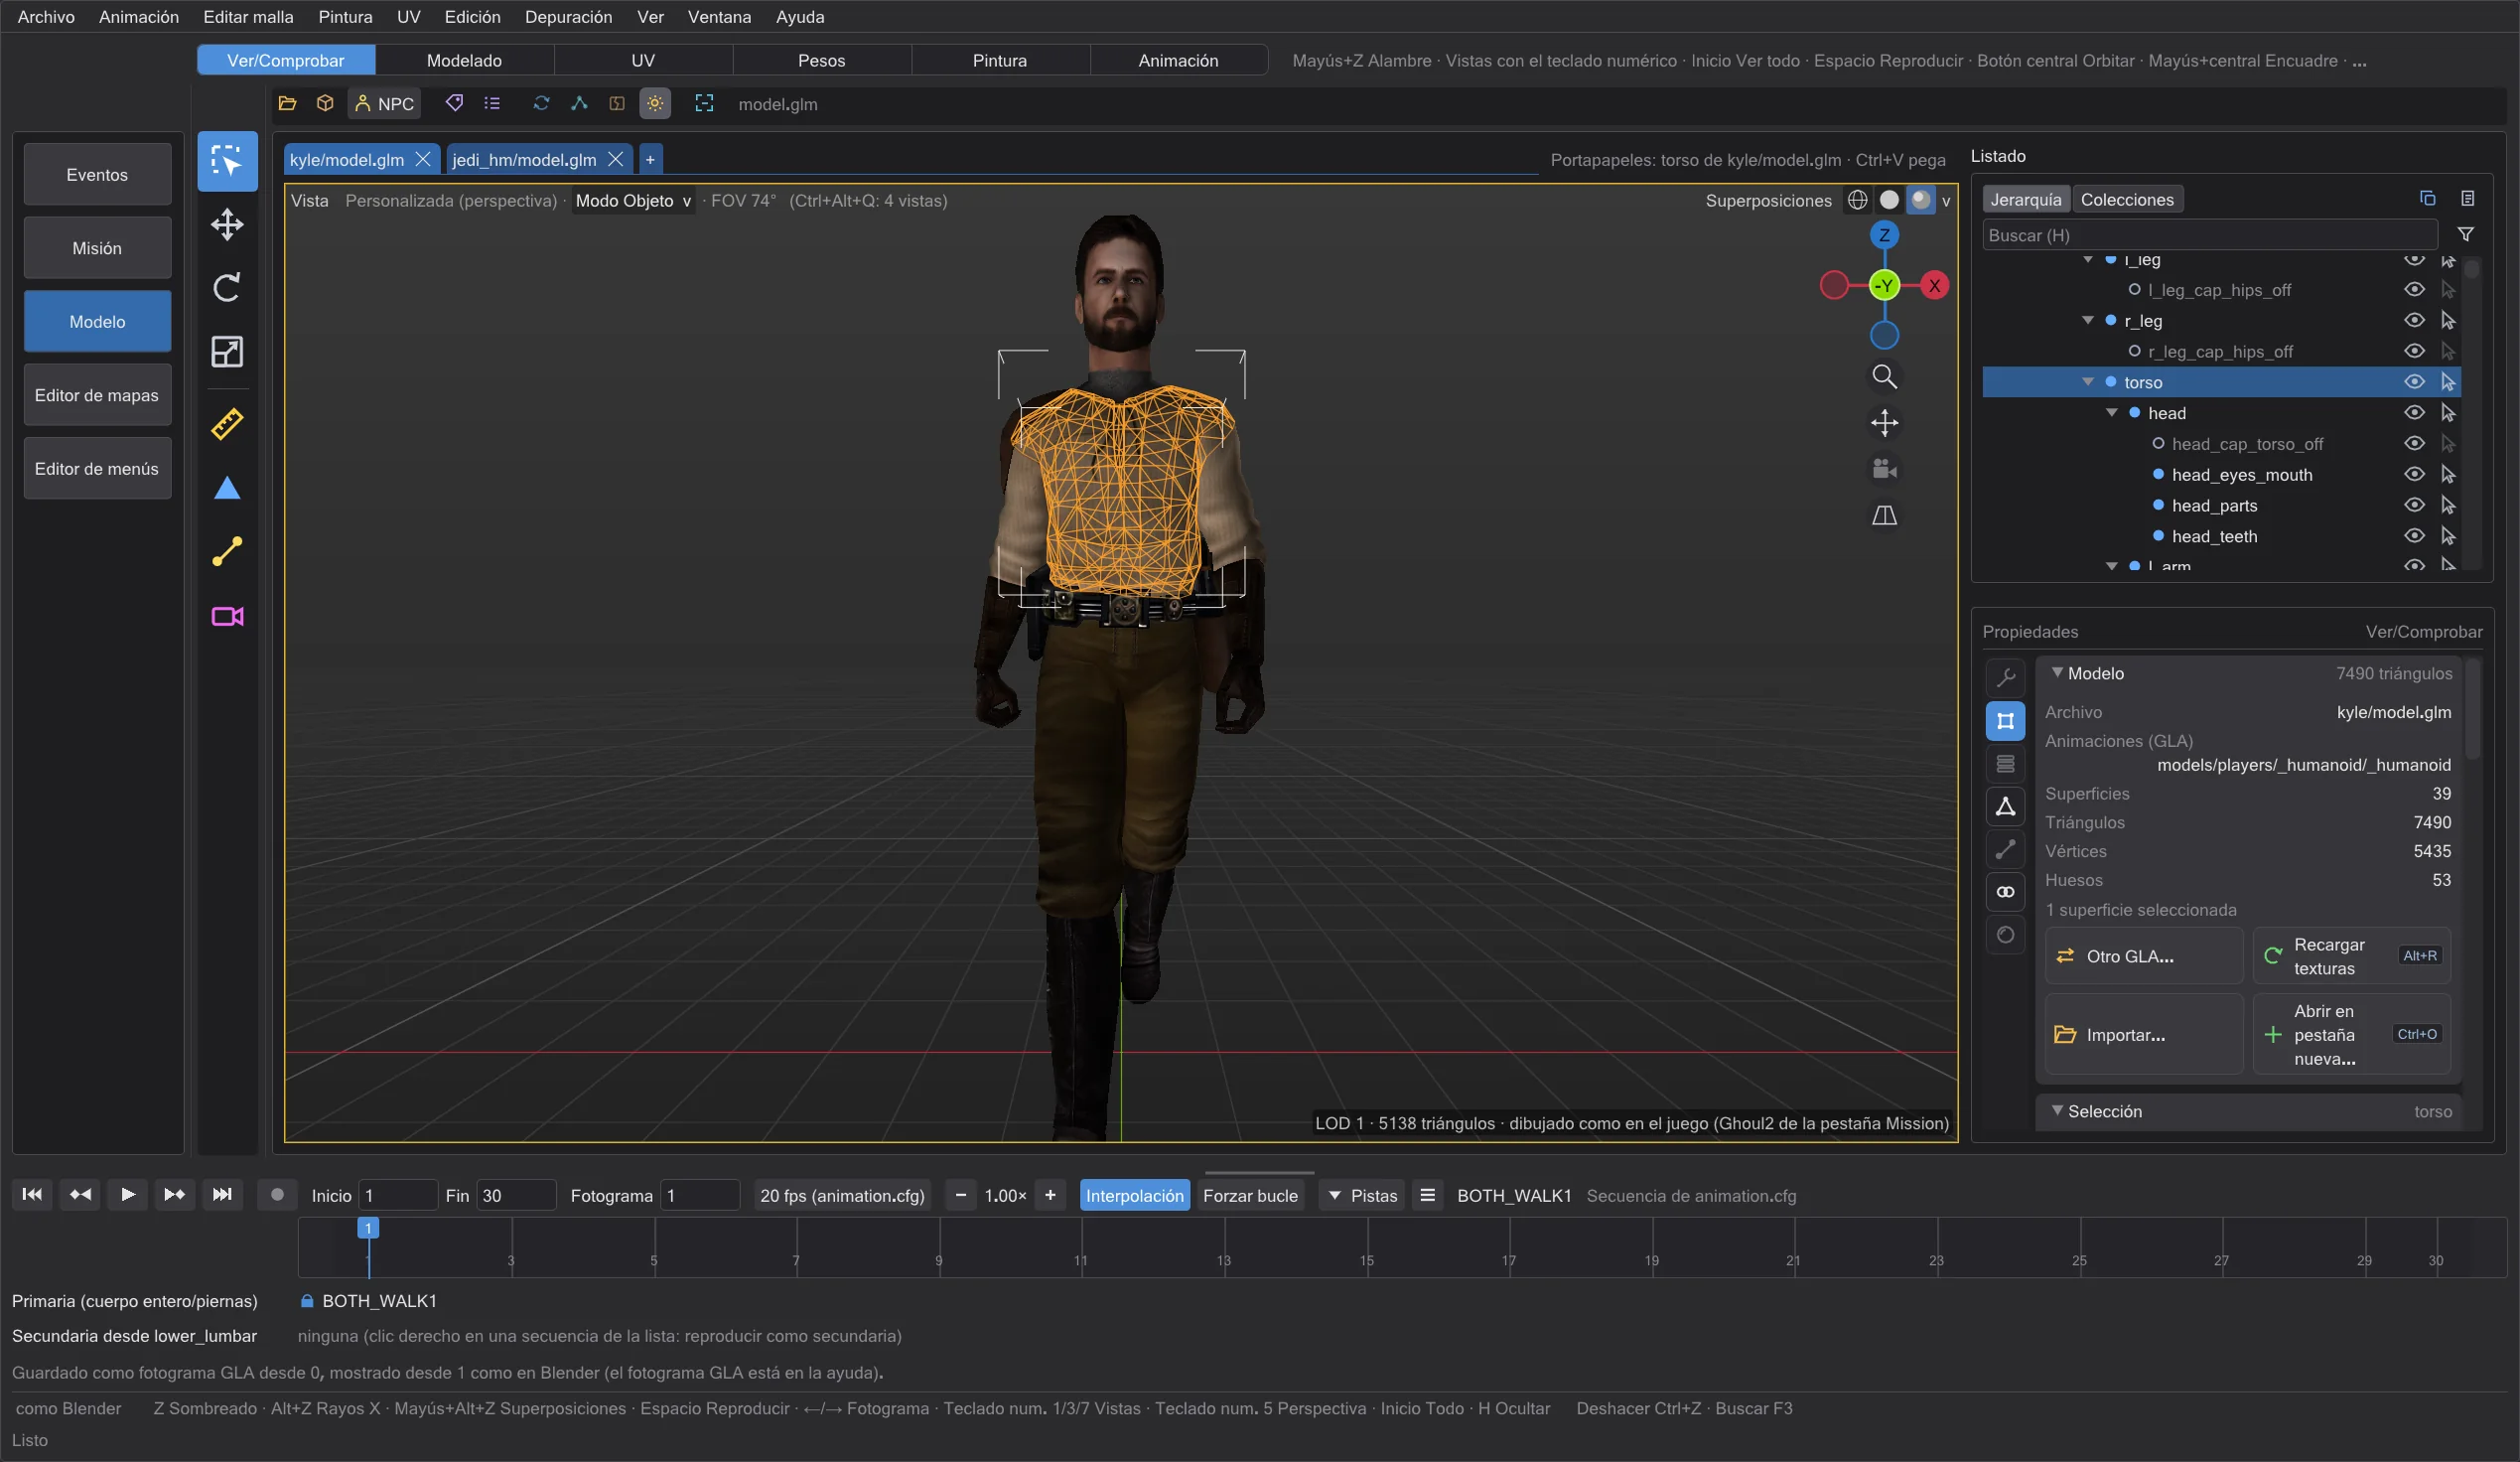 Archivo Animación Editar malla Pintura UV Edición Depuración Ver Ventana Ayuda
Ver/Comprobar Modelado UV Pesos Pintura Animación Mayús+Z Alambre · Vistas con el teclado numérico · Inicio Ver todo · Espacio Reproducir · Botón central Orbitar · Mayús+central Encuadre · ...
NPC model.glm
Eventos
Misión
Modelo
Editor de mapas
Editor de menús
kyle/model.glm jedi_hm/model.glm + Portapapeles: torso de kyle/model.glm · Ctrl+V pega
Vista Personalizada (perspectiva) · Modo Objeto v · FOV 74° (Ctrl+Alt+Q: 4 vistas) Superposiciones v
Z
-Y X
LOD 1 · 5138 triángulos · dibujado como en el juego (Ghoul2 de la pestaña Mission)
Listado
Jerarquía Colecciones
Buscar (H)
l_leg
l_leg_cap_hips_off
r_leg
r_leg_cap_hips_off
torso
head
head_cap_torso_off
head_eyes_mouth
head_parts
head_teeth
l_arm
Propiedades Ver/Comprobar
Modelo 7490 triángulos
Archivo kyle/model.glm
Animaciones (GLA)
models/players/_humanoid/_humanoid
Superficies 39
Triángulos 7490
Vértices 5435
Huesos 53
1 superficie seleccionada
Otro GLA... Recargar texturas Alt+R
Importar... Abrir en pestaña nueva... Ctrl+O
Selección torso
Inicio 1 Fin 30 Fotograma 1 20 fps (animation.cfg) − 1.00× + Interpolación Forzar bucle Pistas BOTH_WALK1 Secuencia de animation.cfg
1
1 3 5 7 9 11 13 15 17 19 21 23 25 27 29 30
Primaria (cuerpo entero/piernas) BOTH_WALK1
Secundaria desde lower_lumbar ninguna (clic derecho en una secuencia de la lista: reproducir como secundaria)
Guardado como fotograma GLA desde 0, mostrado desde 1 como en Blender (el fotograma GLA está en la ayuda).
como Blender Z Sombreado · Alt+Z Rayos X · Mayús+Alt+Z Superposiciones · Espacio Reproducir · ←/→ Fotograma · Teclado num. 1/3/7 Vistas · Teclado num. 5 Perspectiva · Inicio Todo · H Ocultar Deshacer Ctrl+Z · Buscar F3
Listo